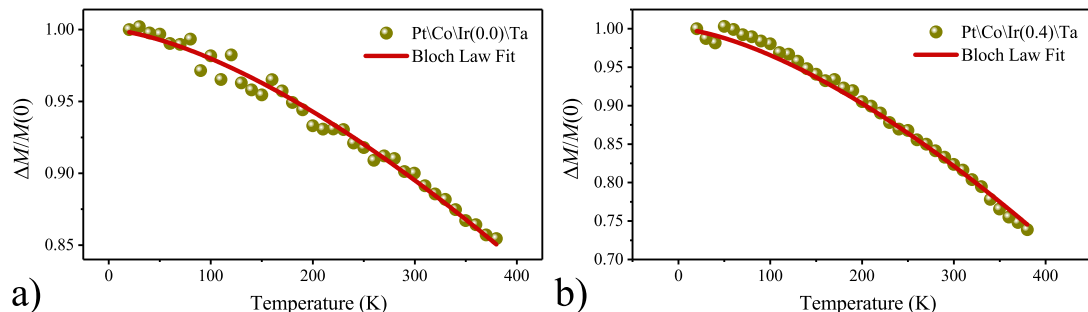 1.00
0.95
0.90
0.85
ΔM/M(0)
Pt\Co\Ir(0.0)\Ta
Bloch Law Fit
0 100 200 300 400
Temperature (K)
a)
1.00
0.95
0.90
0.85
0.80
0.75
0.70
ΔM/M(0)
Pt\Co\Ir(0.4)\Ta
Bloch Law Fit
0 100 200 300 400
Temperature (K)
b)